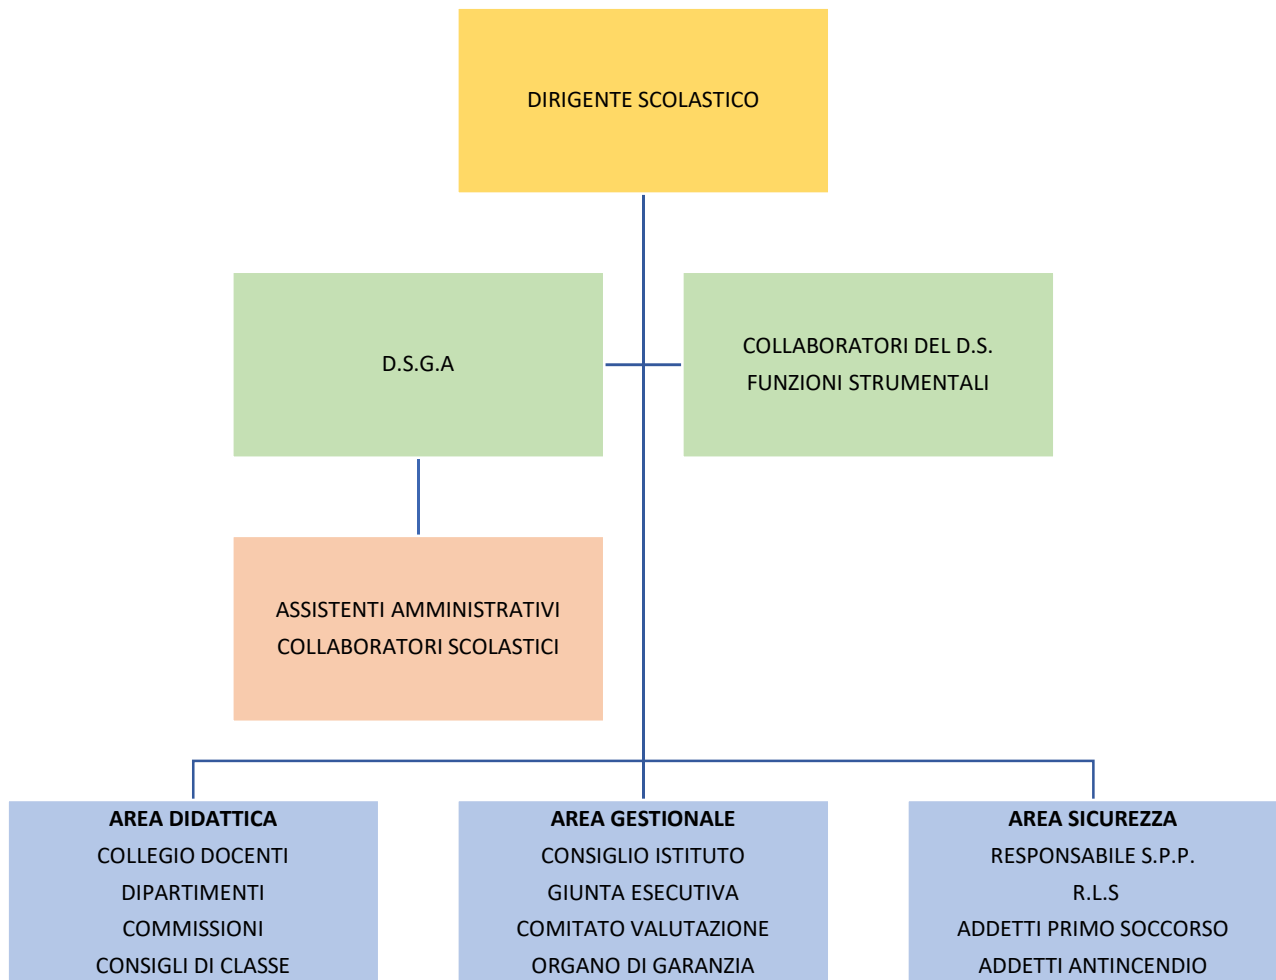 DIRIGENTE SCOLASTICO
D.S.G.A
COLLABORATORI DEL D.S.
FUNZIONI STRUMENTALI
ASSISTENTI AMMINISTRATIVI
COLLABORATORI SCOLASTICI
AREA DIDATTICA
COLLEGIO DOCENTI
DIPARTIMENTI
COMMISSIONI
CONSIGLI DI CLASSE
AREA GESTIONALE
CONSIGLIO ISTITUTO
GIUNTA ESECUTIVA
COMITATO VALUTAZIONE
ORGANO DI GARANZIA
AREA SICUREZZA
RESPONSABILE S.P.P.
R.L.S
ADDETTI PRIMO SOCCORSO
ADDETTI ANTINCENDIO